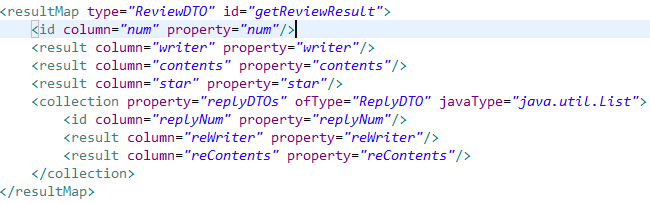 <resultMap type="ReviewDTO" id="getReviewResult">
<id column="num" property="num"/>
<result column="writer" property="writer"/>
<result column="contents" property="contents"/>
<result column="star" property="star"/>
<collection property="replyDTOs" ofType="ReplyDTO" javaType="java.util.List">
<id column="replyNum" property="replyNum"/>
<result column="reWriter" property="reWriter"/>
<result column="reContents" property="reContents"/>
</collection>
</resultMap>